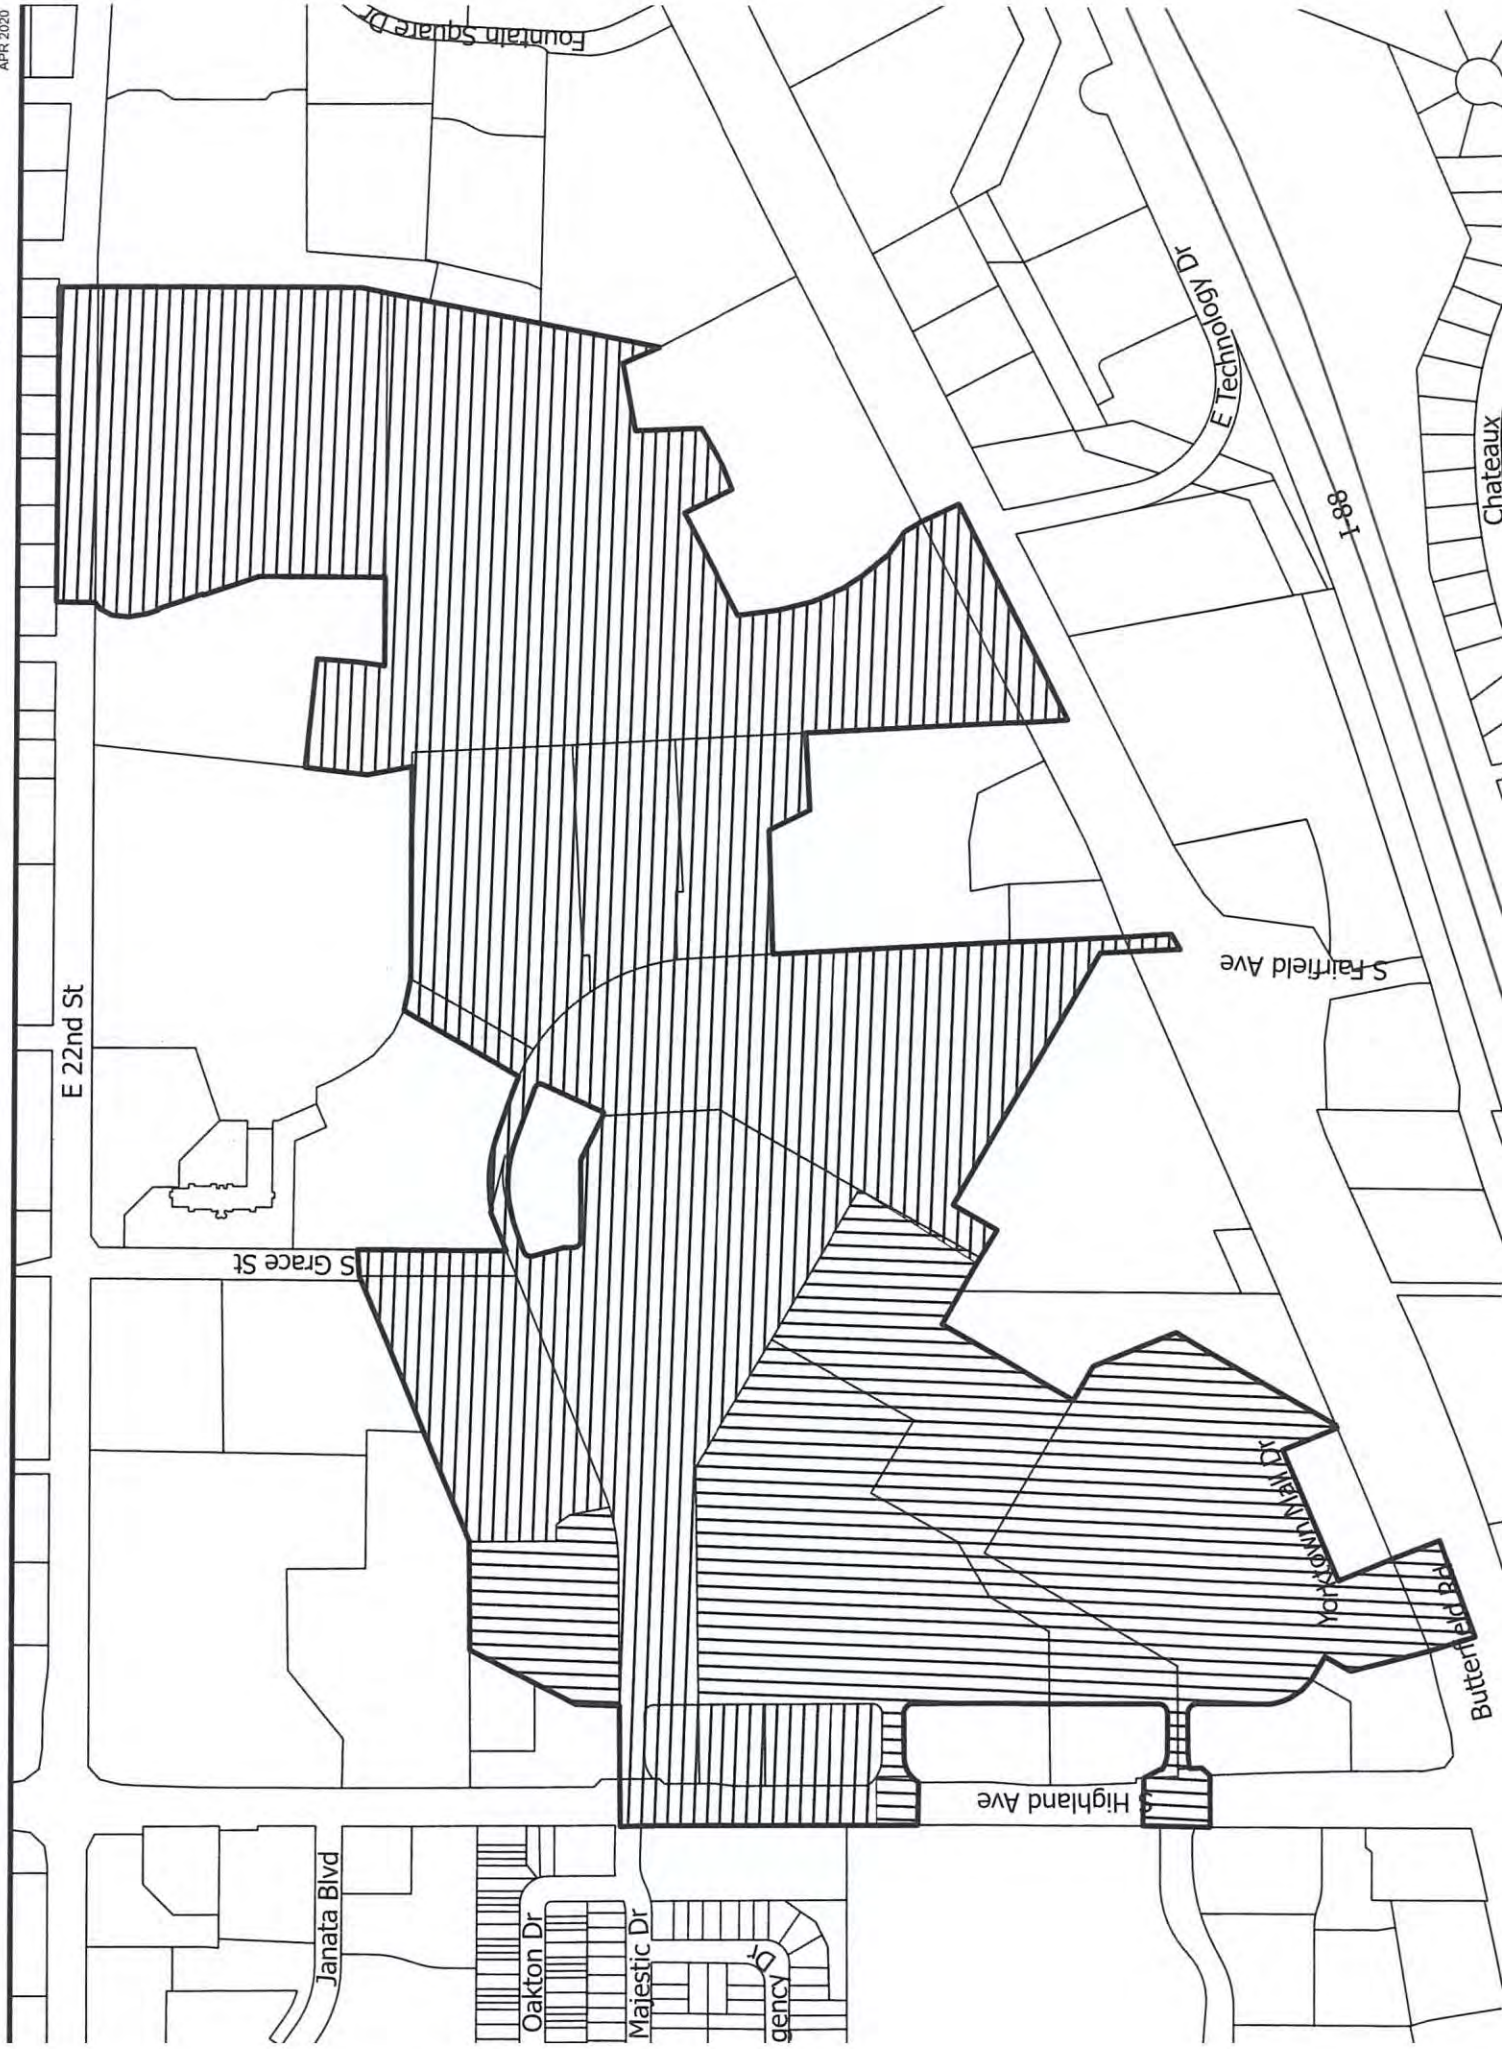 APR 2020
Fountain Square Dr
E Technology Dr
I-88
Chateaux
E 22nd St
S Fairfield Ave
S Grace St
Yorktown Mall Dr
Butterfield Rd
S Highland Ave
Janata Blvd
Oakton Dr
Majestic Dr
gency Dr